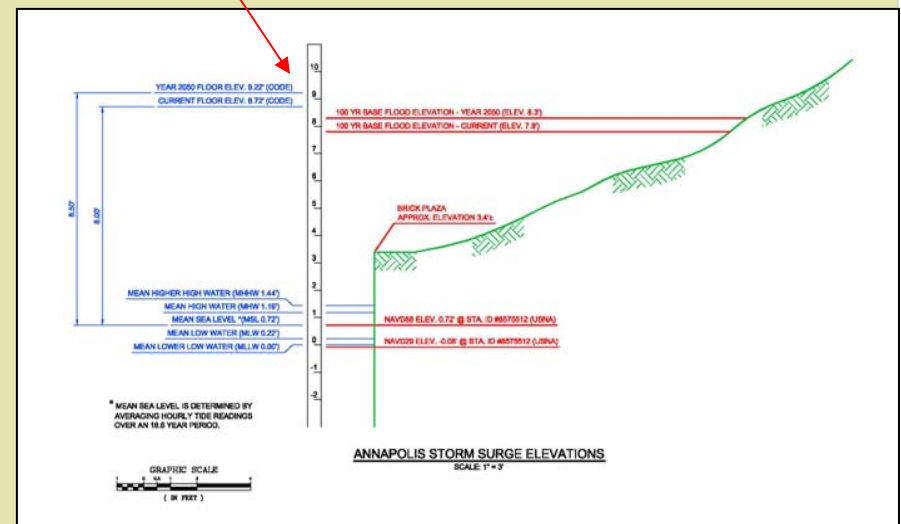 10
9
8
7
6
5
4
3
2
1
0
-1
-2
YEAR 2050 FLOOR ELEV. 9.22' (CODE)
CURRENT FLOOR ELEV. 8.72' (CODE)
8.50'
8.00'
100 YR BASE FLOOD ELEVATION - YEAR 2050 (ELEV. 8.3')
100 YR BASE FLOOD ELEVATION - CURRENT (ELEV. 7.8')
BRICK PLAZA
APPROX. ELEVATION 3.4'±
MEAN HIGHER HIGH WATER (MHHW 1.44')
MEAN HIGH WATER (MHW 1.19')
MEAN SEA LEVEL *(MSL 0.72')
MEAN LOW WATER (MLW 0.22')
MEAN LOWER LOW WATER (MLLW 0.00')
NAVD88 ELEV. 0.72' @ STA. ID #8575512 (USNA)
NAVD29 ELEV. -0.08' @ STA. ID #8575512 (USNA)
* MEAN SEA LEVEL IS DETERMINED BY
AVERAGING HOURLY TIDE READINGS
OVER AN 18.6 YEAR PERIOD.
ANNAPOLIS STORM SURGE ELEVATIONS
SCALE: 1" = 3'
GRAPHIC SCALE
( IN FEET )